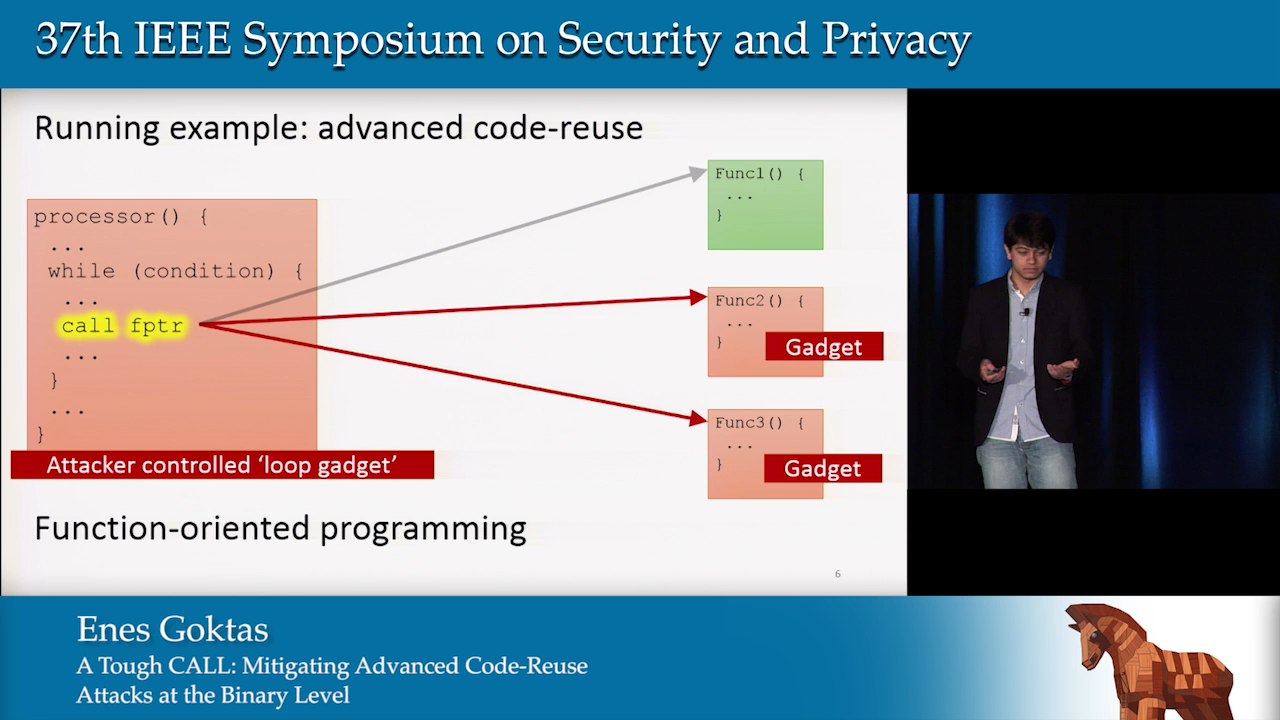 37th IEEE Symposium on Security and Privacy
Running example: advanced code-reuse
processor() {
...
while (condition) {
...
call fptr
...
}
...
}
Attacker controlled ‘loop gadget’
Func1() {
...
}
Func2() {
...
}
Gadget
Func3() {
...
}
Gadget
Function-oriented programming
6
Enes Goktas
A Tough CALL: Mitigating Advanced Code-Reuse
Attacks at the Binary Level